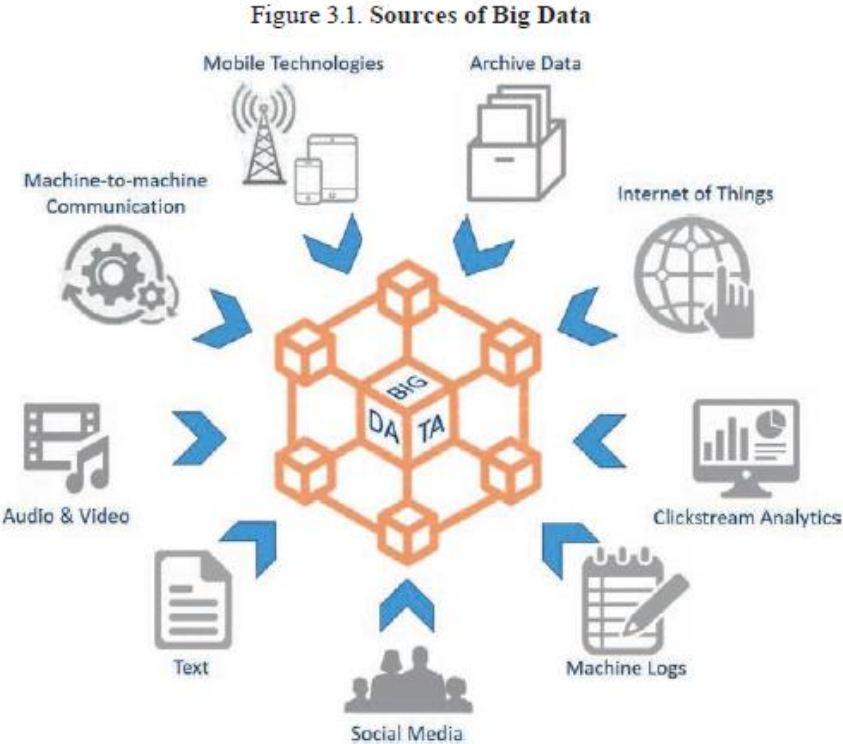 Figure 3.1. Sources of Big Data
Mobile Technologies
Archive Data
Machine-to-machine
Communication
Internet of Things
BIG
DA TA
Audio & Video
Clickstream Analytics
Text
Machine Logs
Social Media